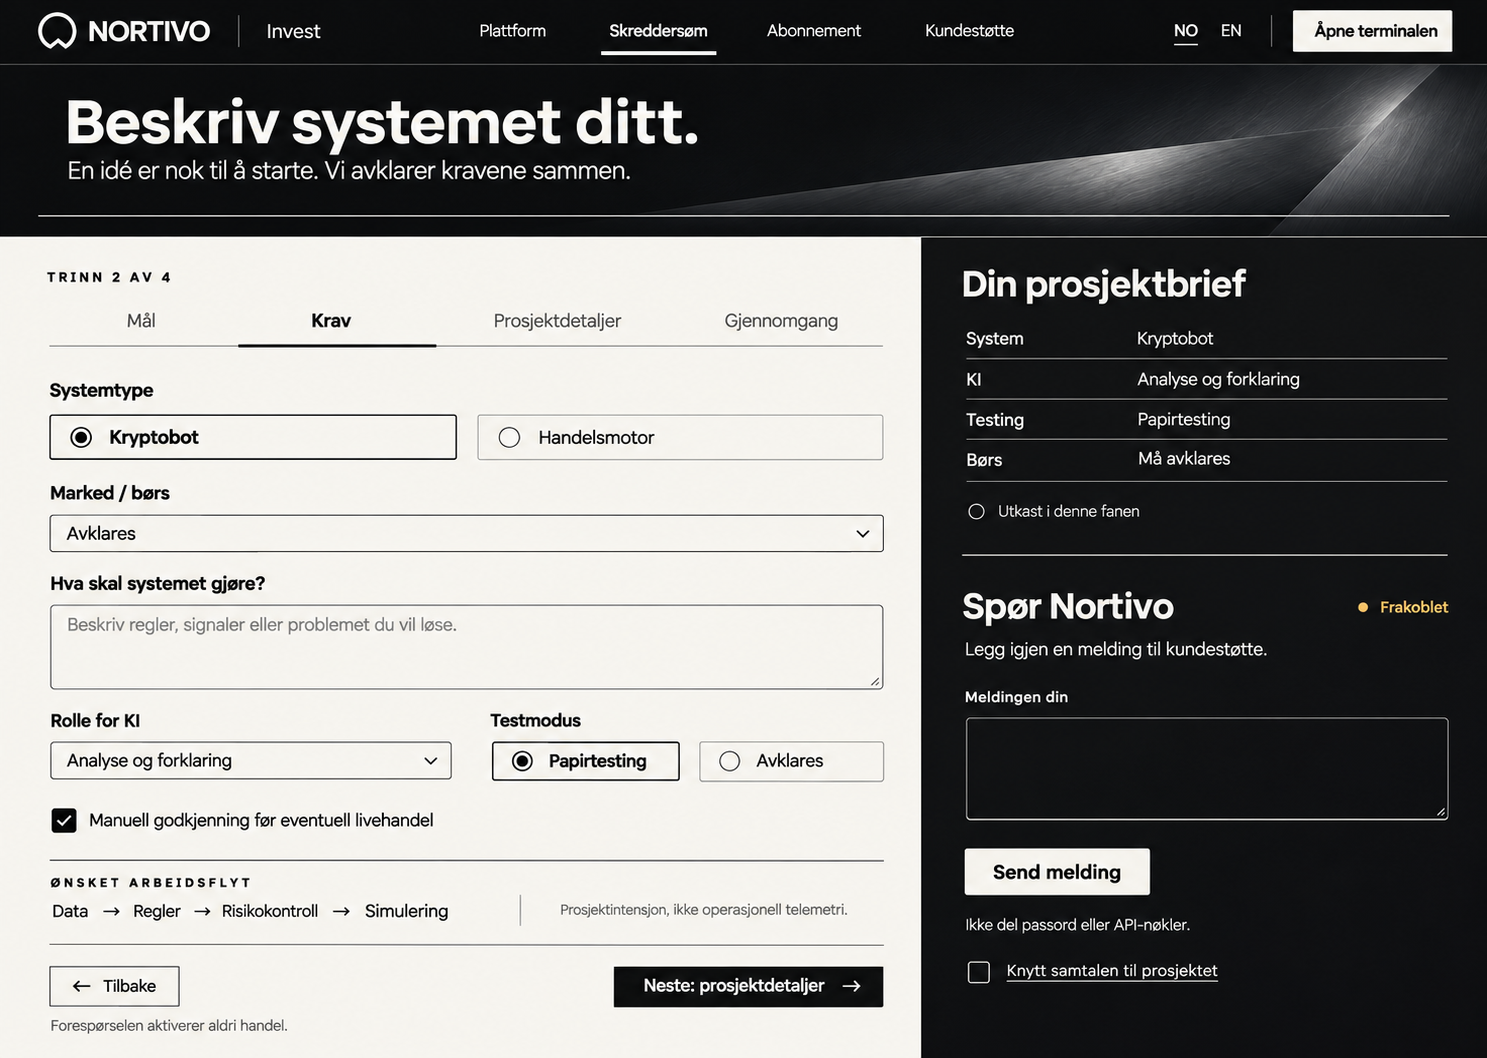 NORTIVO
Invest
Plattform
Skreddersøm
Abonnement
Kundestøtte
NO
EN
Åpne terminalen
Beskriv systemet ditt.
En idé er nok til å starte. Vi avklarer kravene sammen.
TRINN 2 AV 4
Mål
Krav
Prosjektdetaljer
Gjennomgang
Systemtype
Kryptobot
Handelsmotor
Marked / børs
Avklares
Hva skal systemet gjøre?
Beskriv regler, signaler eller problemet du vil løse.
Rolle for KI
Analyse og forklaring
Testmodus
Papirtesting
Avklares
Manuell godkjenning før eventuell livehandel
ØNSKET ARBEIDSFLYT
Data → Regler → Risikokontroll → Simulering
Prosjektintensjon, ikke operasjonell telemetri.
← Tilbake
Neste: prosjektdetaljer →
Forespørselen aktiverer aldri handel.
Din prosjektbrief
System Kryptobot
KI Analyse og forklaring
Testing Papirtesting
Børs Må avklares
Utkast i denne fanen
Spør Nortivo
Frakoblet
Legg igjen en melding til kundestøtte.
Meldingen din
Send melding
Ikke del passord eller API-nøkler.
Knytt samtalen til prosjektet